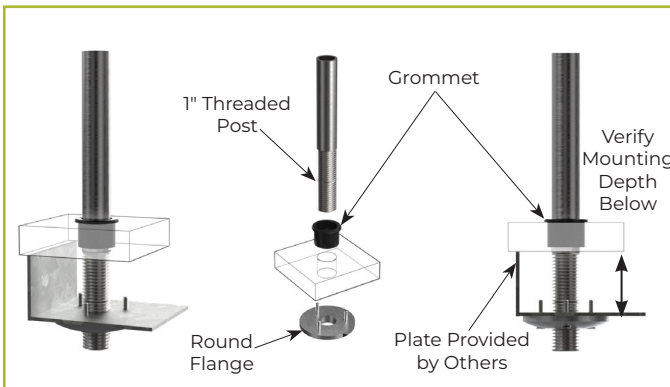 1" Threaded
Post
Grommet
Verify
Mounting
Depth
Below
Round
Flange
Plate Provided
by Others